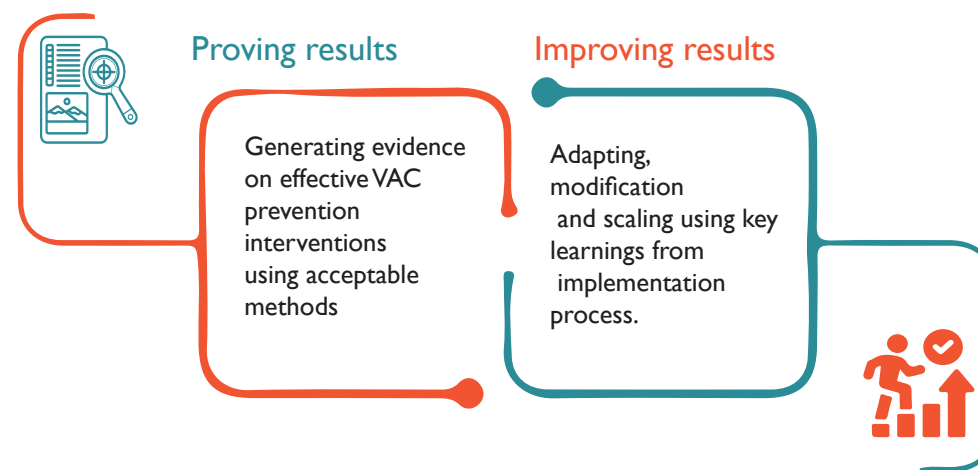 Proving results
Generating evidence
on effective VAC
prevention
interventions
using acceptable
methods
Improving results
Adapting,
modification
and scaling using key
learnings from
implementation
process.